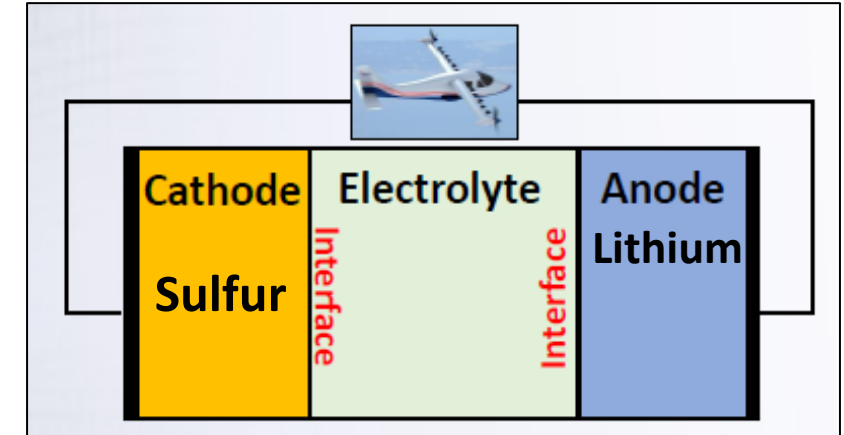 Cathode
Electrolyte
Anode
Sulfur
Interface
Interface
Lithium